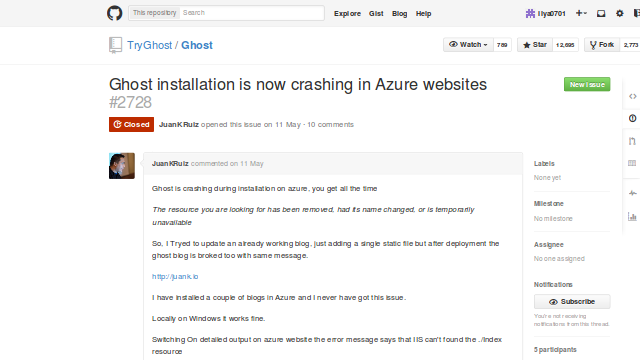 This repository Search Explore Gist Blog Help ilya0701
TryGhost / Ghost Watch 789 Star 12,695 Fork 2,773
Ghost installation is now crashing in Azure websites New Issue
#2728
Closed JuanKRuiz opened this issue on 11 May · 10 comments
JuanKRuiz commented on 11 May
Ghost is crashing during installation on azure, you get all the time
The resource you are looking for has been removed, had its name changed, or is temporarily
unavailable
So. I Tryed to update an already working blog, just adding a single static file but after deployment the
ghost blog is broked too with same message.
http://juank.io
I have installed a couple of blogs in Azure and I never have got this issue.
Locally on Windows it works fine.
Switching On detailed output on azure website the error message says that IIS can't found the ./index
resource
Labels
None yet
Milestone
No milestone
Assignee
No one assigned
Notifications
Subscribe
You're not receiving
notifications from this thread.
5 participants